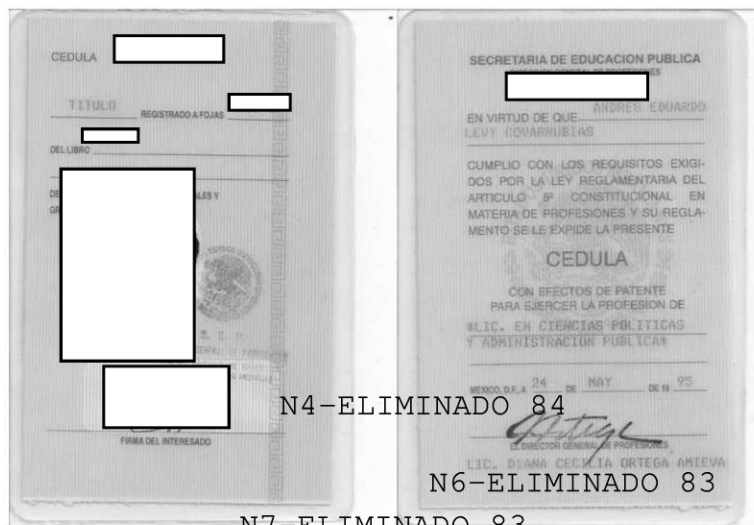 CEDULA
TITULO REGISTRADO A FOJAS
DEL LIBRO
ALES Y
S. E. P.
FIRMA DEL INTERESADO
SECRETARIA DE EDUCACION PUBLICA
EN VIRTUD DE QUE ANDRES EDUARDO
LEVY COVARRUBIAS
CUMPLIO CON LOS REQUISITOS EXIGI-
DOS POR LA LEY REGLAMENTARIA DEL
ARTICULO 5º CONSTITUCIONAL EN
MATERIA DE PROFESIONES Y SU REGLA-
MENTO SE LE EXPIDE LA PRESENTE
CEDULA
CON EFECTOS DE PATENTE
PARA EJERCER LA PROFESION DE
*LIC. EN CIENCIAS POLITICAS
Y ADMINISTRACION PUBLICA*
MEXICO, D.F., A 24 DE MAY DE 19 95
EL DIRECTOR GENERAL DE PROFESIONES
LIC. DIANA CECILIA ORTEGA AMIEVA
N4-ELIMINADO 84
N6-ELIMINADO 83
N7-ELIMINADO 83